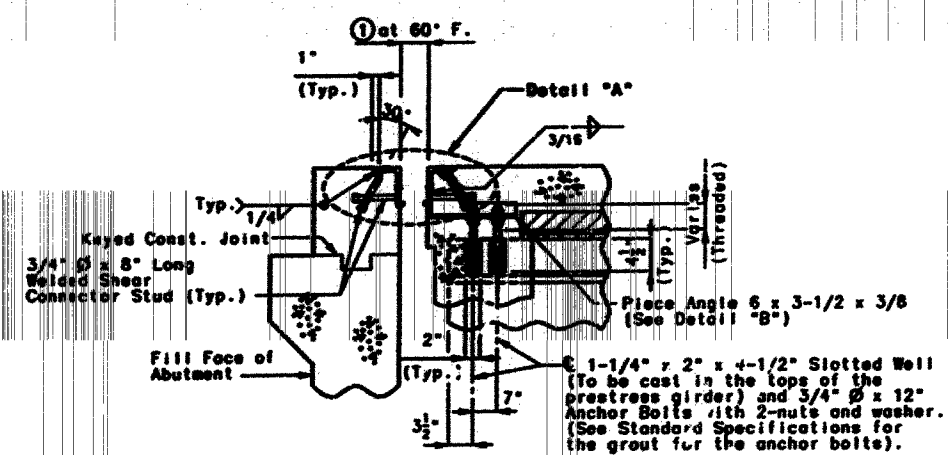 ① at 60° F.
1"
(Typ.)
30°
Detail "A"
3/16
Typ.
1/4
Keyed Const. Joint
3/4" Ø x 8" Long
Welded Shear
Connector Stud (Typ.)
Varies
(Threaded)
4½"
(Typ.)
Piece Angle 6 x 3-1/2 x 3/8
(See Detail "B")
Fill Face of
Abutment
2"
(Typ.)
7"
3½"
℄ 1-1/4" x 2" x 4-1/2" Slotted Well
(To be cast in the tops of the
prestress girder) and 3/4" Ø x 12"
Anchor Bolts with 2-nuts and washer.
(See Standard Specifications for
the grout for the anchor bolts).